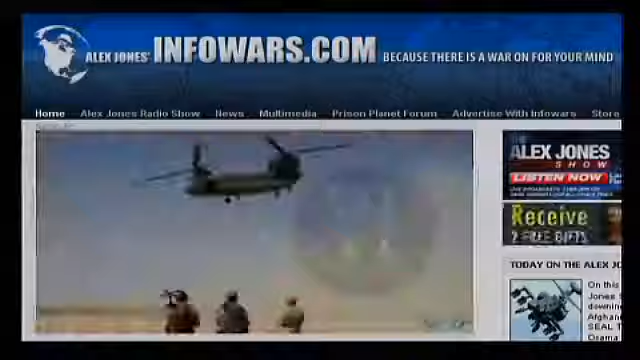 ALEX JONES' INFOWARS.COM BECAUSE THERE IS A WAR ON FOR YOUR MIND
Home Alex Jones Radio Show News Multimedia Prison Planet Forum Advertise With Infowars Store
THE
ALEX JONES
SHOW
LISTEN NOW
Receive
2 FREE GIFTS
TODAY ON THE ALEX JO
On this
Jones
downin
Afghan
SEAL T
Osama